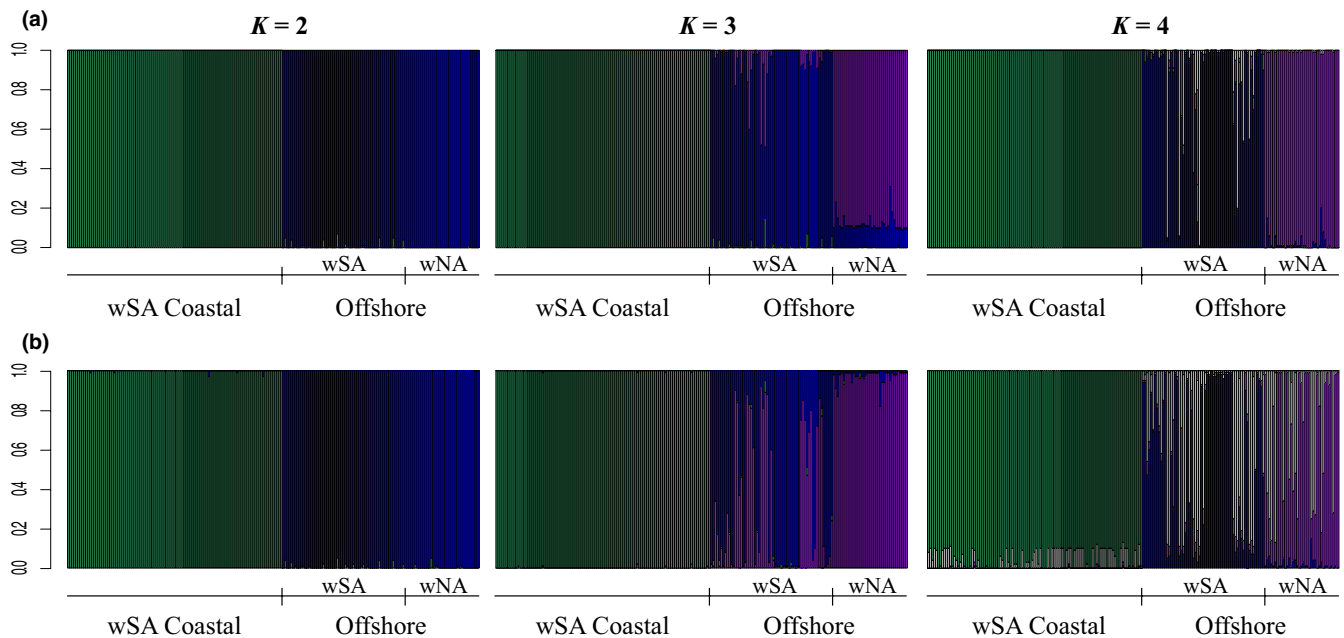 (a)
K = 2
K = 3
K = 4
1.0
0.8
0.6
0.4
0.2
0.0
wSA wNA
wSA wNA
wSA wNA
wSA Coastal Offshore
wSA Coastal Offshore
wSA Coastal Offshore
(b)
1.0
0.8
0.6
0.4
0.2
0.0
wSA wNA
wSA wNA
wSA wNA
wSA Coastal Offshore
wSA Coastal Offshore
wSA Coastal Offshore